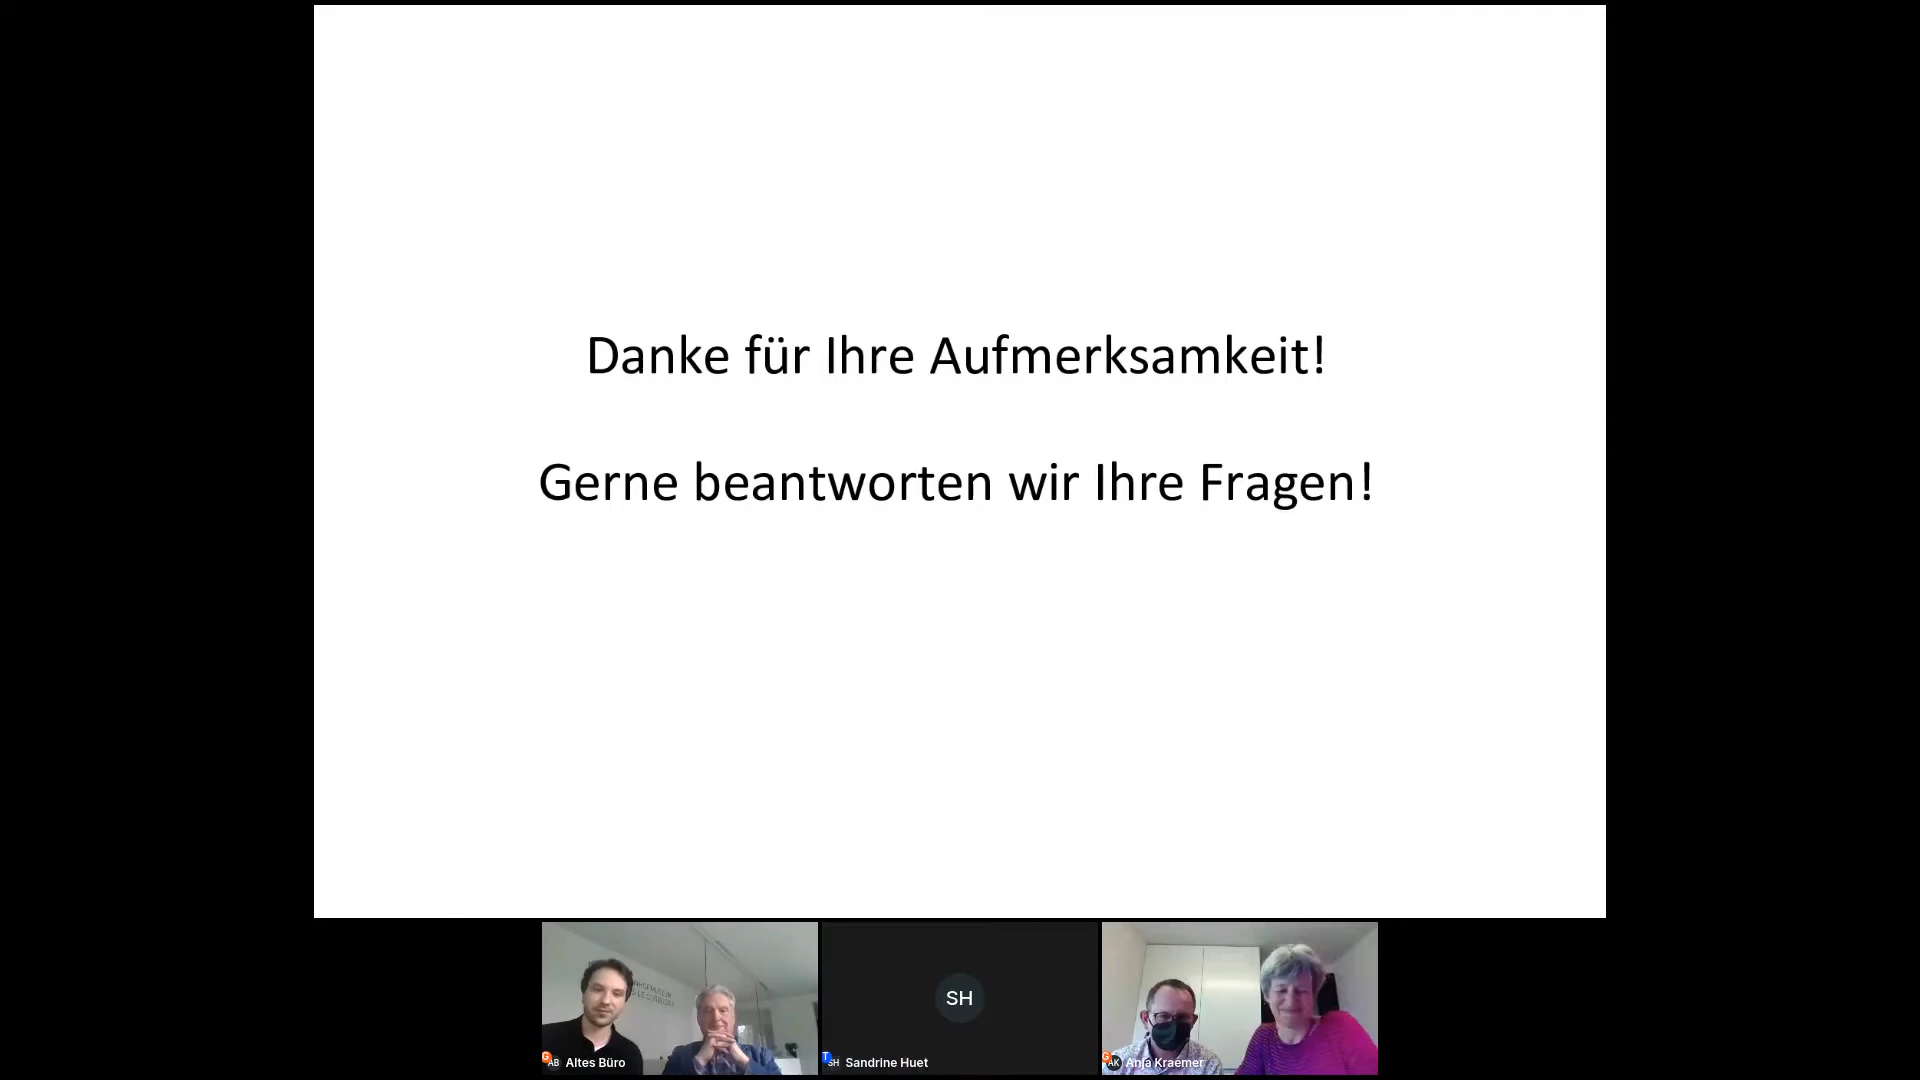 Danke für Ihre Aufmerksamkeit!
Gerne beantworten wir Ihre Fragen!
SH
G AB Altes Büro
T SH Sandrine Huet
G AK Anja Kraemer